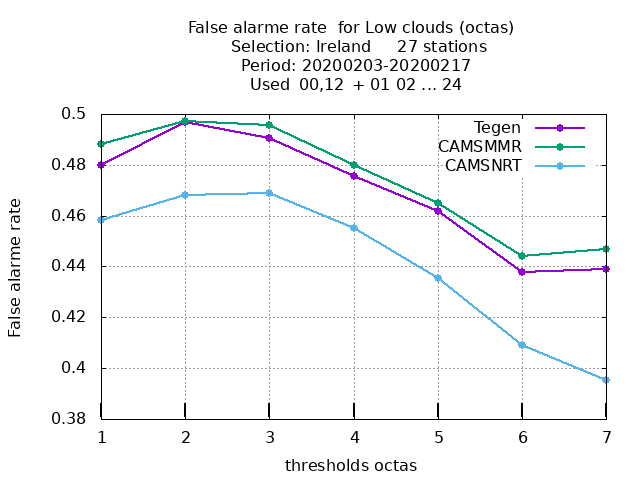 False alarme rate  for Low clouds (octas)
Selection: Ireland     27 stations
Period: 20200203-20200217
Used  00,12  + 01 02 ... 24
0.5
0.48
0.46
0.44
0.42
0.4
0.38
False alarme rate
Tegen
CAMSMMR
CAMSNRT
1 2 3 4 5 6 7
thresholds octas